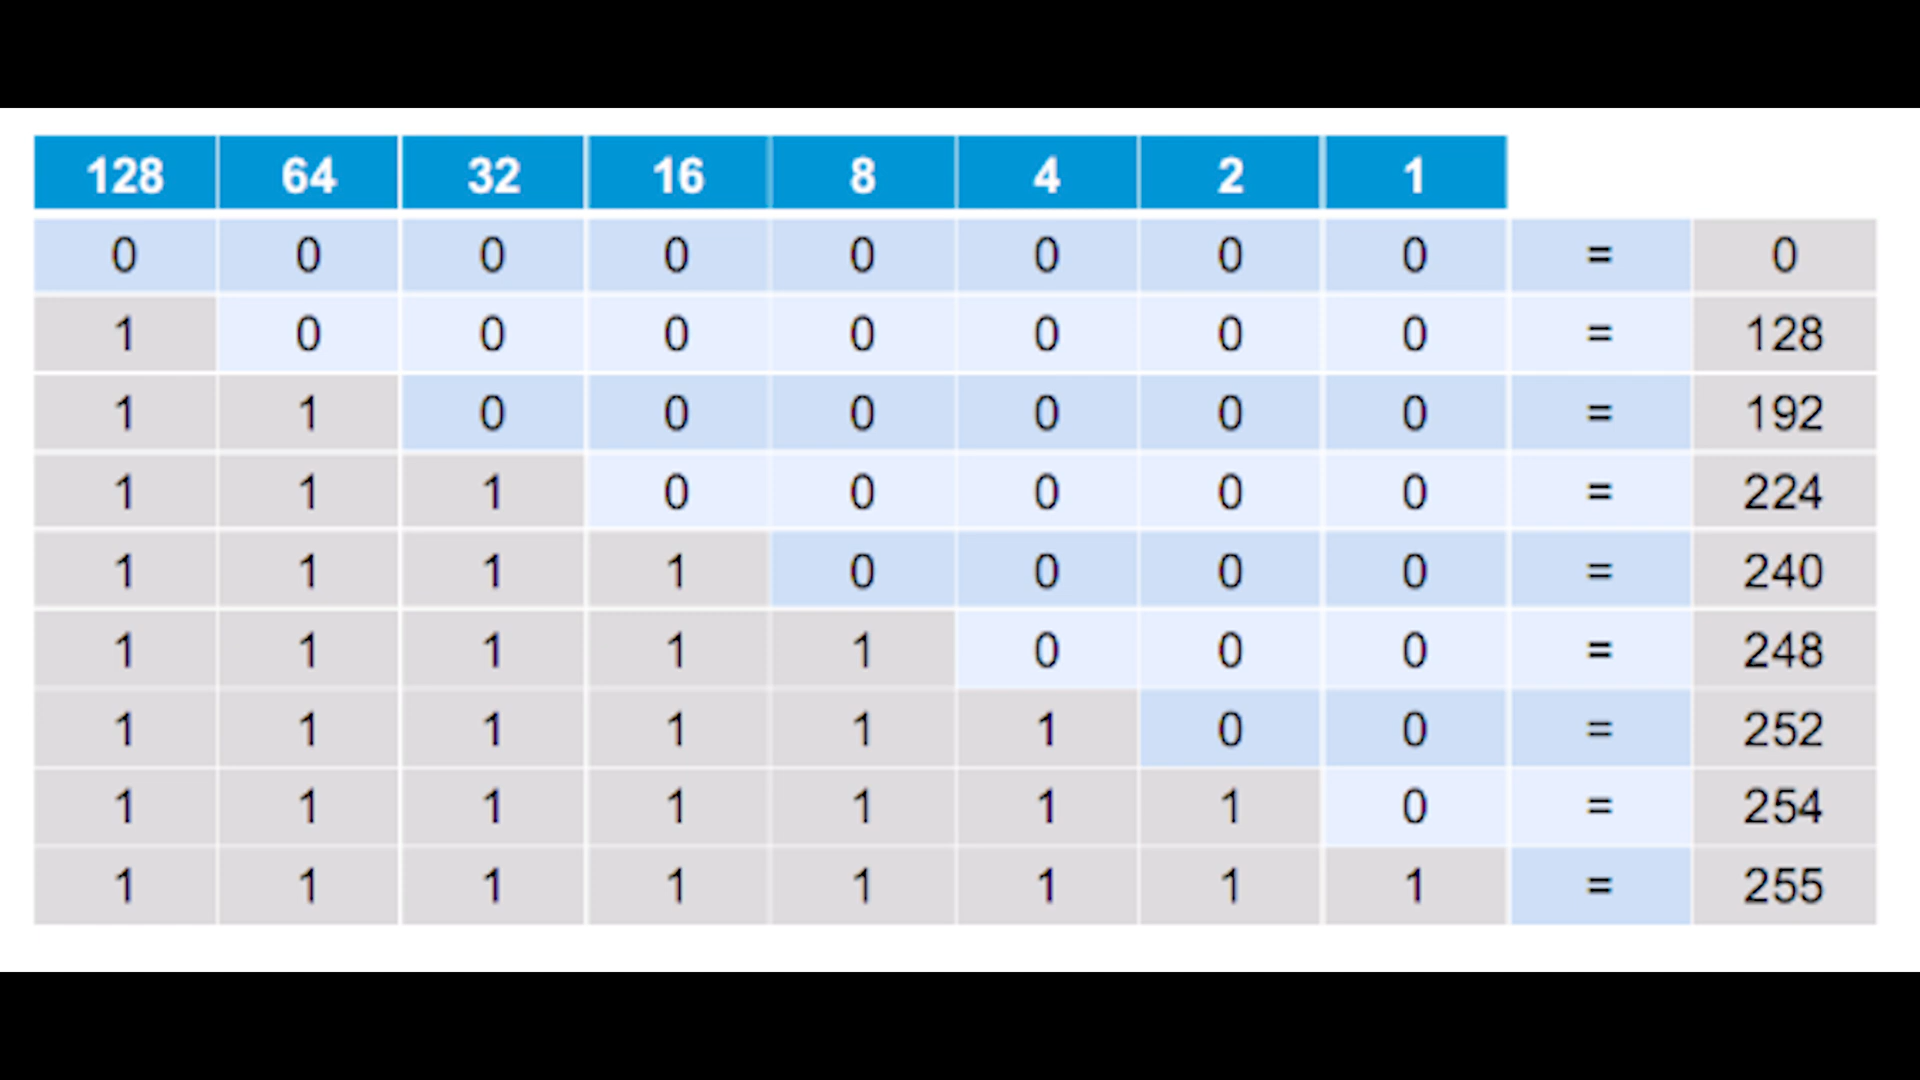 128 64 32 16 8 4 2 1
0 0 0 0 0 0 0 0 = 0
1 0 0 0 0 0 0 0 = 128
1 1 0 0 0 0 0 0 = 192
1 1 1 0 0 0 0 0 = 224
1 1 1 1 0 0 0 0 = 240
1 1 1 1 1 0 0 0 = 248
1 1 1 1 1 1 0 0 = 252
1 1 1 1 1 1 1 0 = 254
1 1 1 1 1 1 1 1 = 255